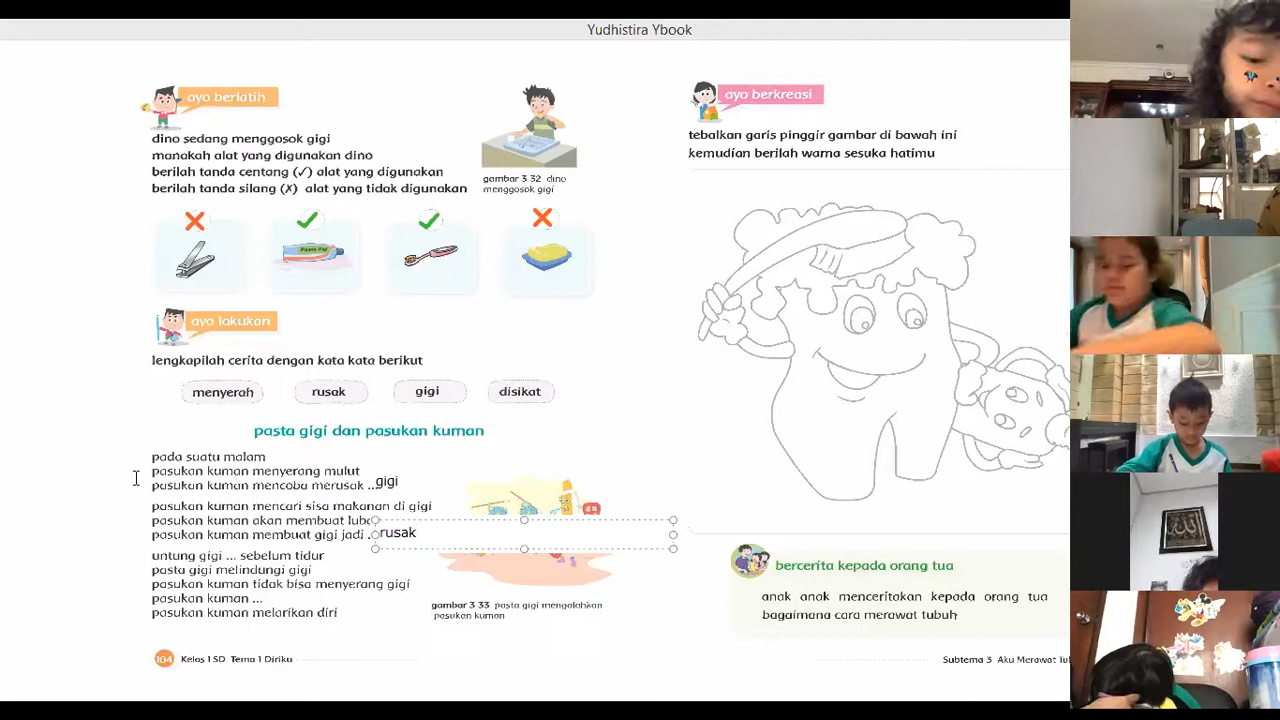 Yudhistira Ybook
ayo berlatih
dino sedang menggosok gigi
manakah alat yang digunakan dino
berilah tanda centang (✓) alat yang digunakan
berilah tanda silang (✗) alat yang tidak digunakan
gambar 3 32 dino
menggosok gigi
Pasta Gigi
ayo lakukan
lengkapilah cerita dengan kata kata berikut
menyerah
rusak
gigi
disikat
pasta gigi dan pasukan kuman
pada suatu malam
pasukan kuman menyerang mulut
pasukan kuman mencoba merusak ... gigi
pasukan kuman mencari sisa makanan di gigi
pasukan kuman akan membuat luba
pasukan kuman membuat gigi jadi .. rusak
untung gigi ... sebelum tidur
pasta gigi melindungi gigi
pasukan kuman tidak bisa menyerang gigi
pasukan kuman ...
pasukan kuman melarikan diri
gambar 3 33 pasta gigi mengalahkan
pasukan kuman
104 Kelas 1 SD Tema 1 Diriku
ayo berkreasi
tebalkan garis pinggir gambar di bawah ini
kemudian berilah warna sesuka hatimu
bercerita kepada orang tua
anak anak menceritakan kepada orang tua
bagaimana cara merawat tubuh
Subtema 3 Aku Merawat Tu